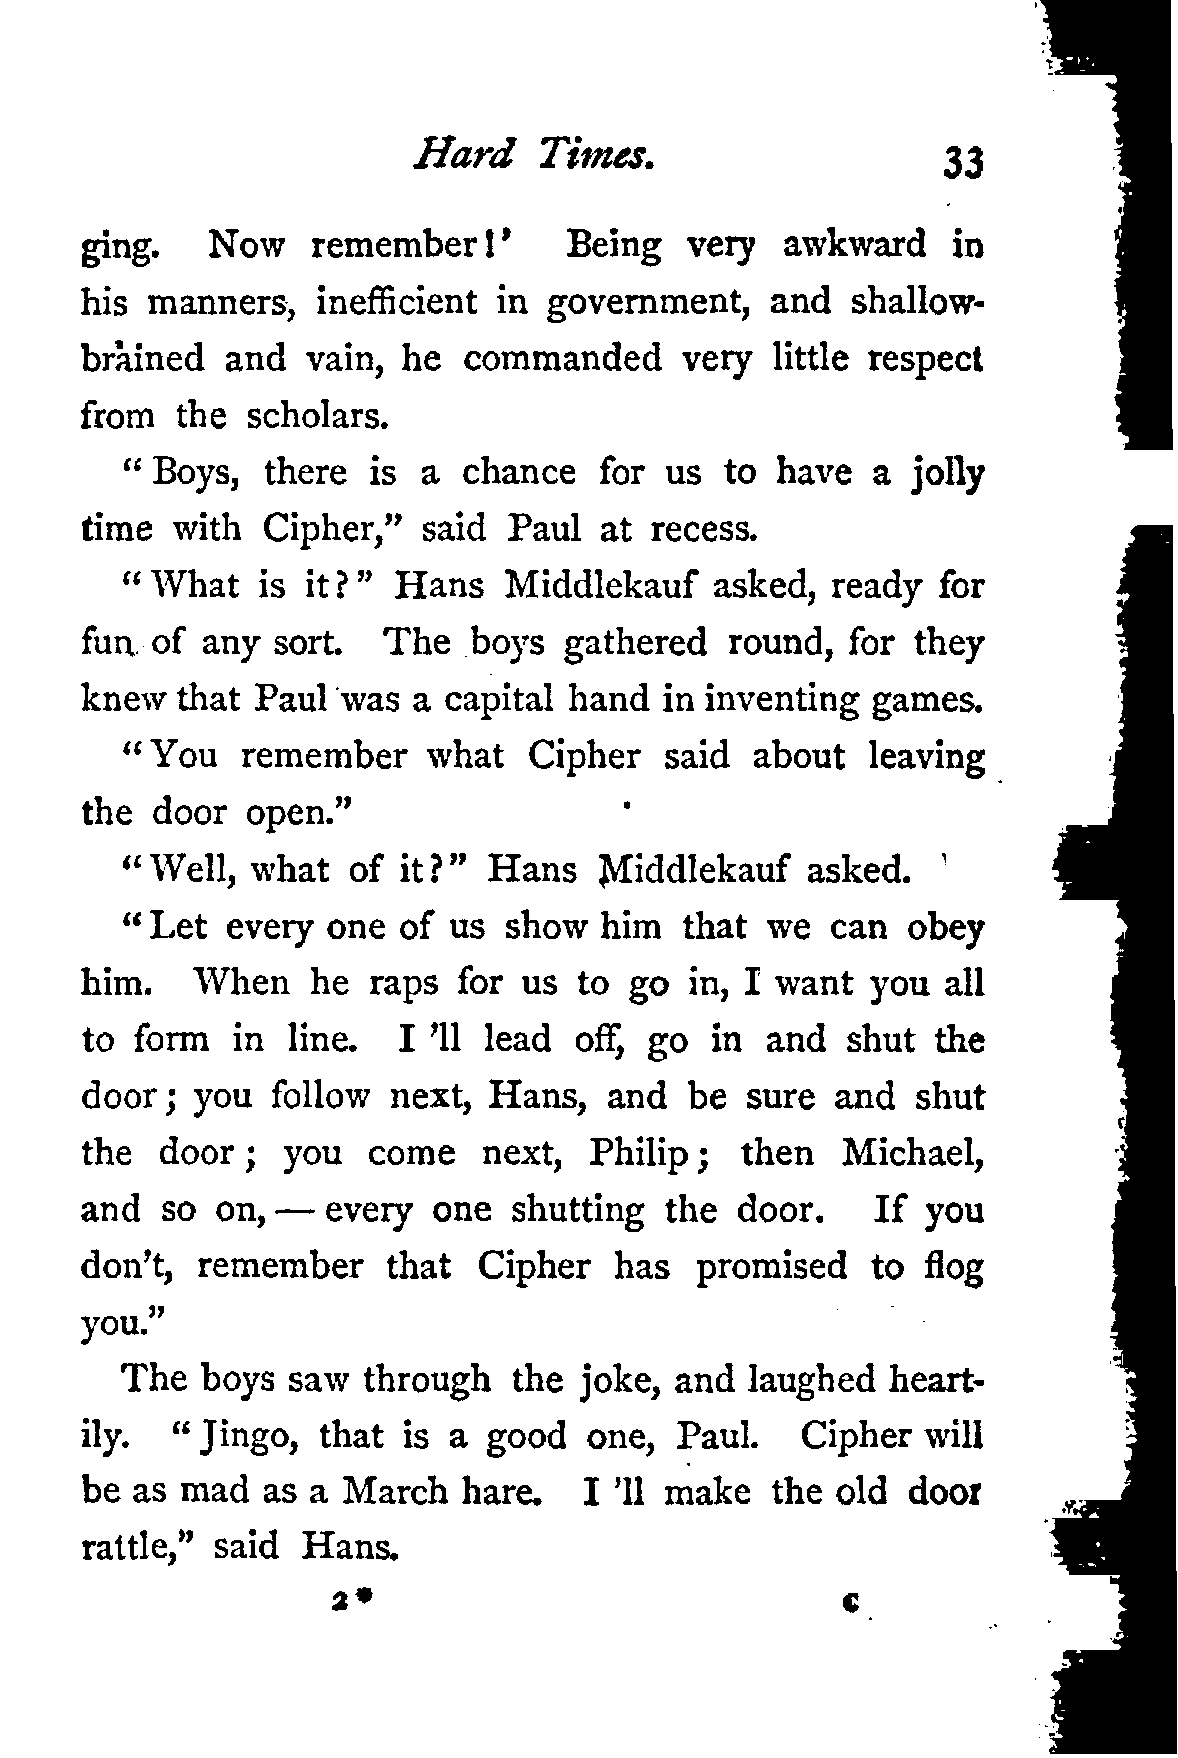 Hard Times. 33
ging. Now remember!' Being very awkward in
his manners, inefficient in government, and shallow-
brained and vain, he commanded very little respect
from the scholars.
“ Boys, there is a chance for us to have a jolly
time with Cipher,” said Paul at recess.
“ What is it? ” Hans Middlekauf asked, ready for
fun of any sort. The boys gathered round, for they
knew that Paul was a capital hand in inventing games.
“ You remember what Cipher said about leaving
the door open.”
“ Well, what of it? ” Hans Middlekauf asked.
“ Let every one of us show him that we can obey
him. When he raps for us to go in, I want you all
to form in line. I 'll lead off, go in and shut the
door; you follow next, Hans, and be sure and shut
the door; you come next, Philip; then Michael,
and so on, — every one shutting the door. If you
don't, remember that Cipher has promised to flog
you.”
The boys saw through the joke, and laughed heart-
ily. “ Jingo, that is a good one, Paul. Cipher will
be as mad as a March hare. I 'll make the old door
rattle,” said Hans.
2* C